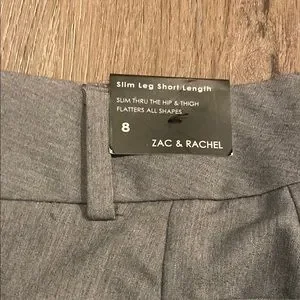 Slim Leg Short Length
SLIM THRU THE HIP & THIGH
FLATTERS ALL SHAPES
8
ZAC & RACHEL